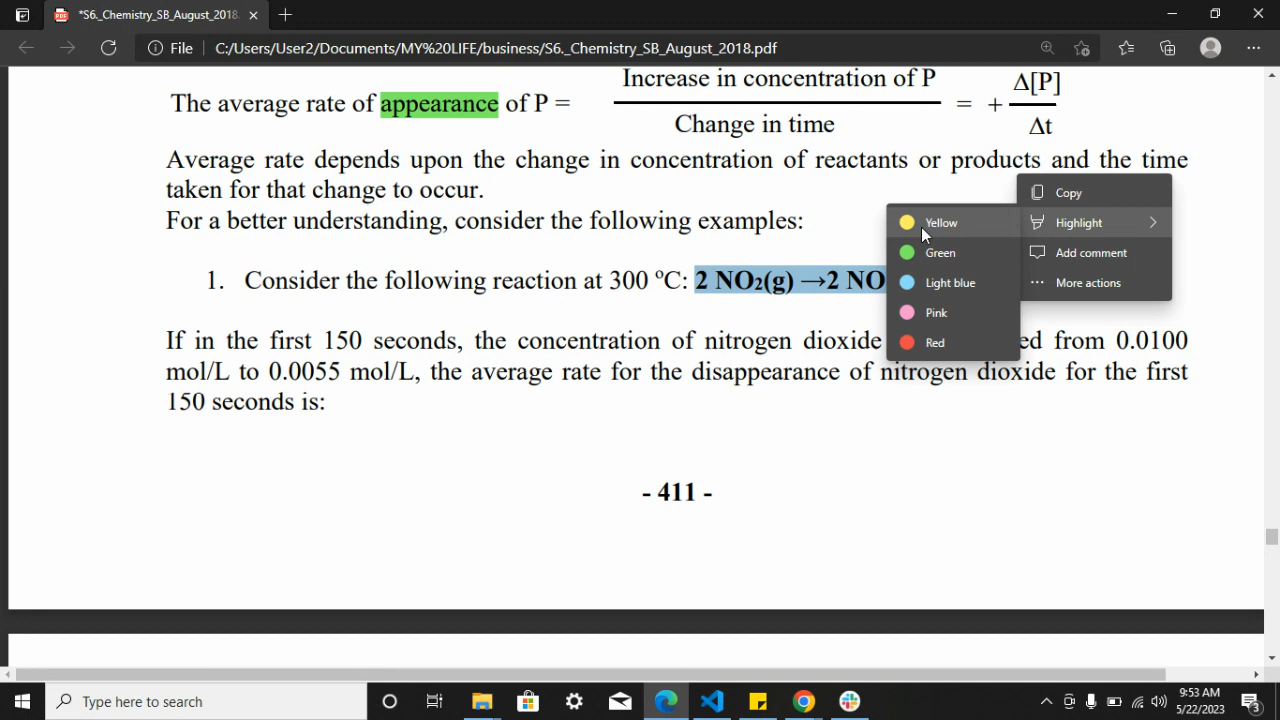 *S6._Chemistry_SB_August_2018.
File
C:/Users/User2/Documents/MY%20LIFE/business/S6._Chemistry_SB_August_2018.pdf
Increase in concentration of P
Δ[P]
The average rate of appearance of P =
= +
Change in time
Δt
Average rate depends upon the change in concentration of reactants or products and the time
taken for that change to occur.
Copy
For a better understanding, consider the following examples:
Yellow
Highlight
Green
Add comment
1. Consider the following reaction at 300 ºC: 2 NO₂(g) →2 NO
Light blue
More actions
Pink
If in the first 150 seconds, the concentration of nitrogen dioxide
Red
ed from 0.0100
mol/L to 0.0055 mol/L, the average rate for the disappearance of nitrogen dioxide for the first
150 seconds is:
- 411 -
Type here to search
9:53 AM
5/22/2023
3